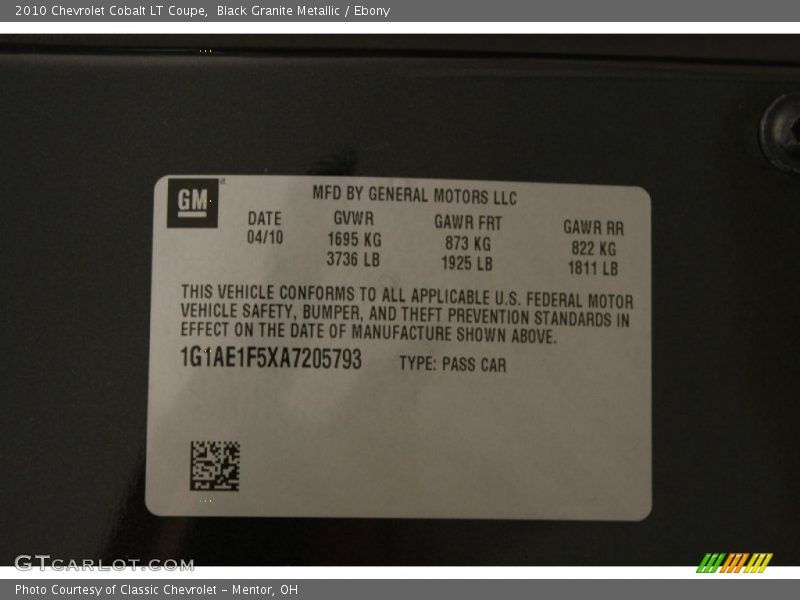 2010 Chevrolet Cobalt LT Coupe, Black Granite Metallic / Ebony
GM
MFD BY GENERAL MOTORS LLC
DATE GVWR GAWR FRT GAWR RR
04/10 1695 KG 873 KG 822 KG
3736 LB 1925 LB 1811 LB
THIS VEHICLE CONFORMS TO ALL APPLICABLE U.S. FEDERAL MOTOR
VEHICLE SAFETY, BUMPER, AND THEFT PREVENTION STANDARDS IN
EFFECT ON THE DATE OF MANUFACTURE SHOWN ABOVE.
1G1AE1F5XA7205793 TYPE: PASS CAR
GTCARLOT.COM
Photo Courtesy of Classic Chevrolet - Mentor, OH